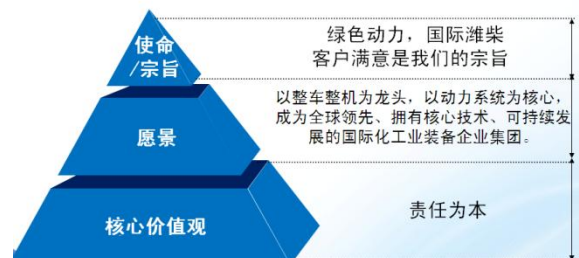 使命
/宗旨
绿色动力，国际潍柴
客户满意是我们的宗旨
愿景
以整车整机为龙头，以动力系统为核心，
成为全球领先、拥有核心技术、可持续发
展的国际化工业装备企业集团。
核心价值观
责任为本